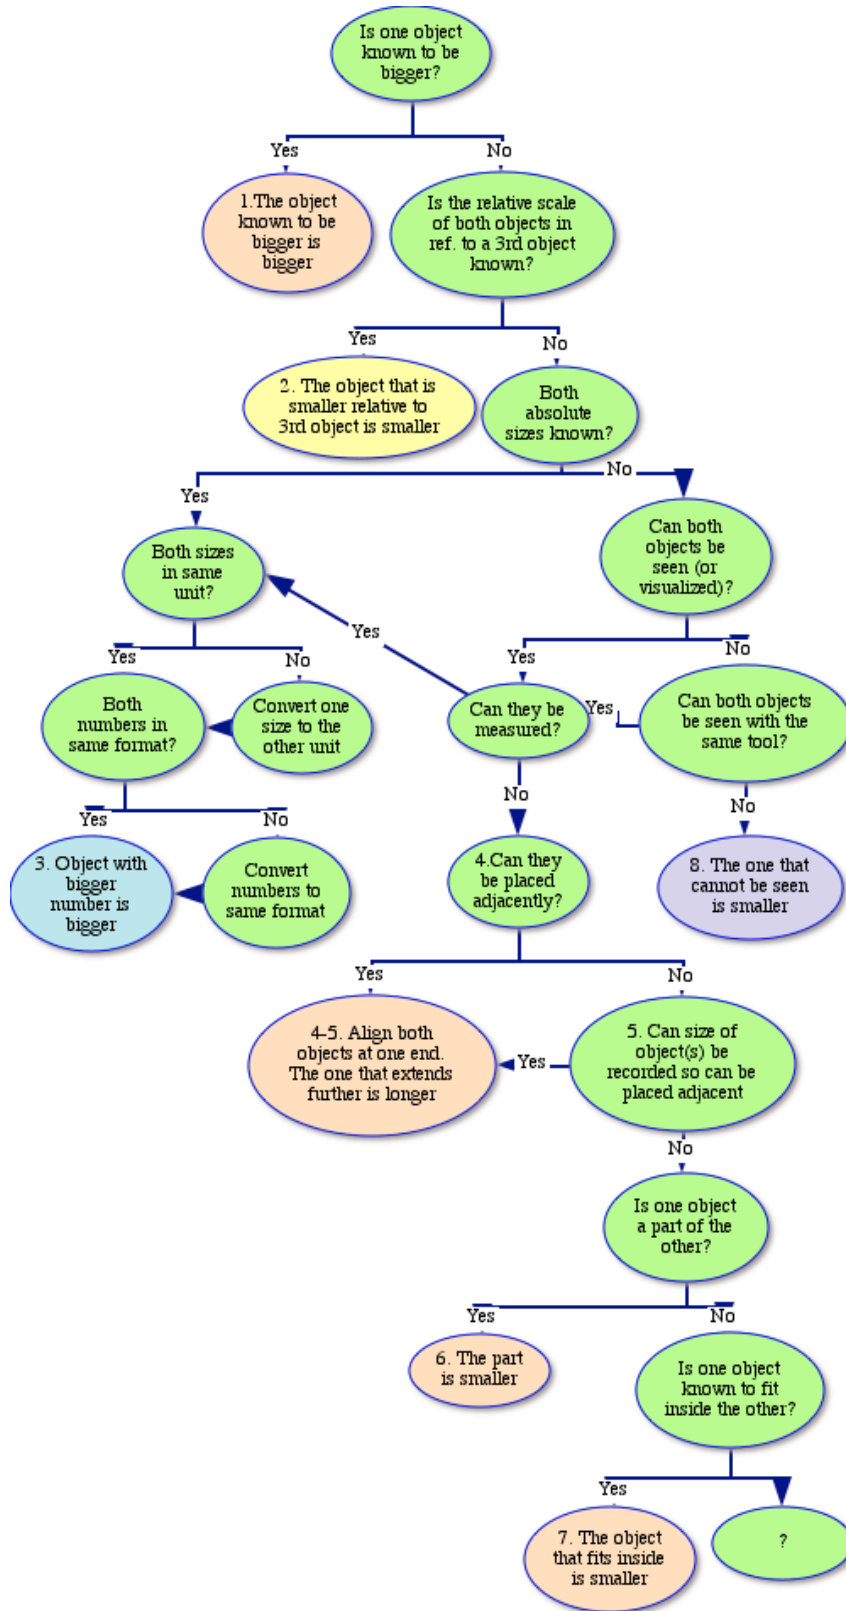 Is one object
known to be
bigger?
Yes
No
1.The object
known to be
bigger is
bigger
Is the relative scale
of both objects in
ref. to a 3rd object
known?
Yes
No
2. The object that is
smaller relative to
3rd object is smaller
Both
absolute
sizes known?
Yes
No
Both sizes
in same
unit?
Can both
objects be
seen (or
visualized)?
Yes
Yes
No
Yes
No
Both
numbers in
same format?
Convert one
size to the
other unit
Can they be
measured?
Yes
Can both objects
be seen with the
same tool?
Yes
No
No
No
3. Object with
bigger
number is
bigger
Convert
numbers to
same format
4.Can they
be placed
adjacently?
8. The one that
cannot be seen
is smaller
Yes
No
4-5. Align both
objects at one end.
The one that extends
further is longer
Yes
5. Can size of
object(s) be
recorded so can be
placed adjacent
No
Is one object
a part of the
other?
Yes
No
6. The part
is smaller
Is one object
known to fit
inside the other?
Yes
7. The object
that fits inside
is smaller
?